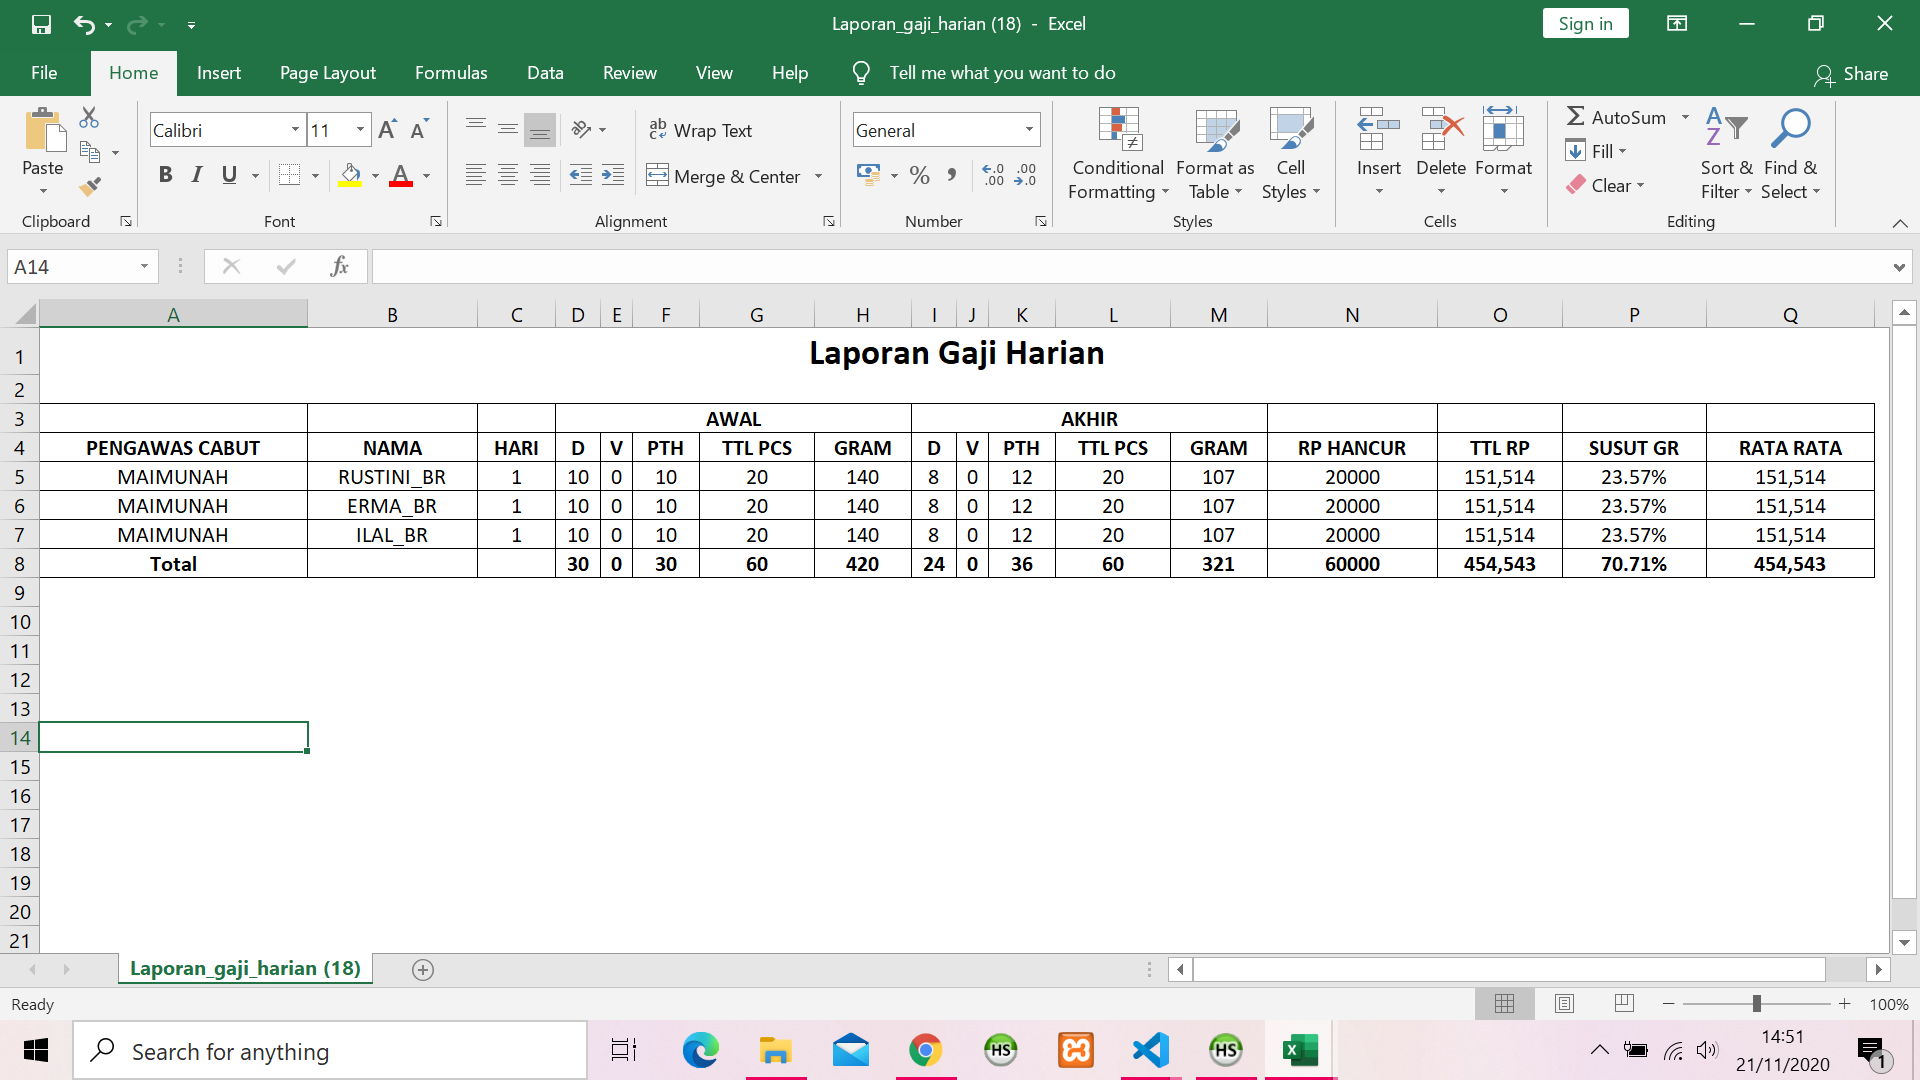 Laporan_gaji_harian (18) - Excel
Sign in
File Home Insert Page Layout Formulas Data Review View Help Tell me what you want to do Share
Paste
Clipboard
Calibri 11
B I U
Font
Wrap Text
Merge & Center
Alignment
General
Number
Conditional Formatting
Format as Table
Cell Styles
Styles
Insert Delete Format
Cells
AutoSum
Fill
Clear
Sort & Filter
Find & Select
Editing
A14 fx
A B C D E F G H I J K L M N O P Q
1 Laporan Gaji Harian
2
3 AWAL AKHIR
4 PENGAWAS CABUT NAMA HARI D V PTH TTL PCS GRAM D V PTH TTL PCS GRAM RP HANCUR TTL RP SUSUT GR RATA RATA
5 MAIMUNAH RUSTINI_BR 1 10 0 10 20 140 8 0 12 20 107 20000 151,514 23.57% 151,514
6 MAIMUNAH ERMA_BR 1 10 0 10 20 140 8 0 12 20 107 20000 151,514 23.57% 151,514
7 MAIMUNAH ILAL_BR 1 10 0 10 20 140 8 0 12 20 107 20000 151,514 23.57% 151,514
8 Total 30 0 30 60 420 24 0 36 60 321 60000 454,543 70.71% 454,543
9
10
11
12
13
14
15
16
17
18
19
20
21
Laporan_gaji_harian (18)
Ready 100%
Search for anything
HS
HS
14:51
21/11/2020
1